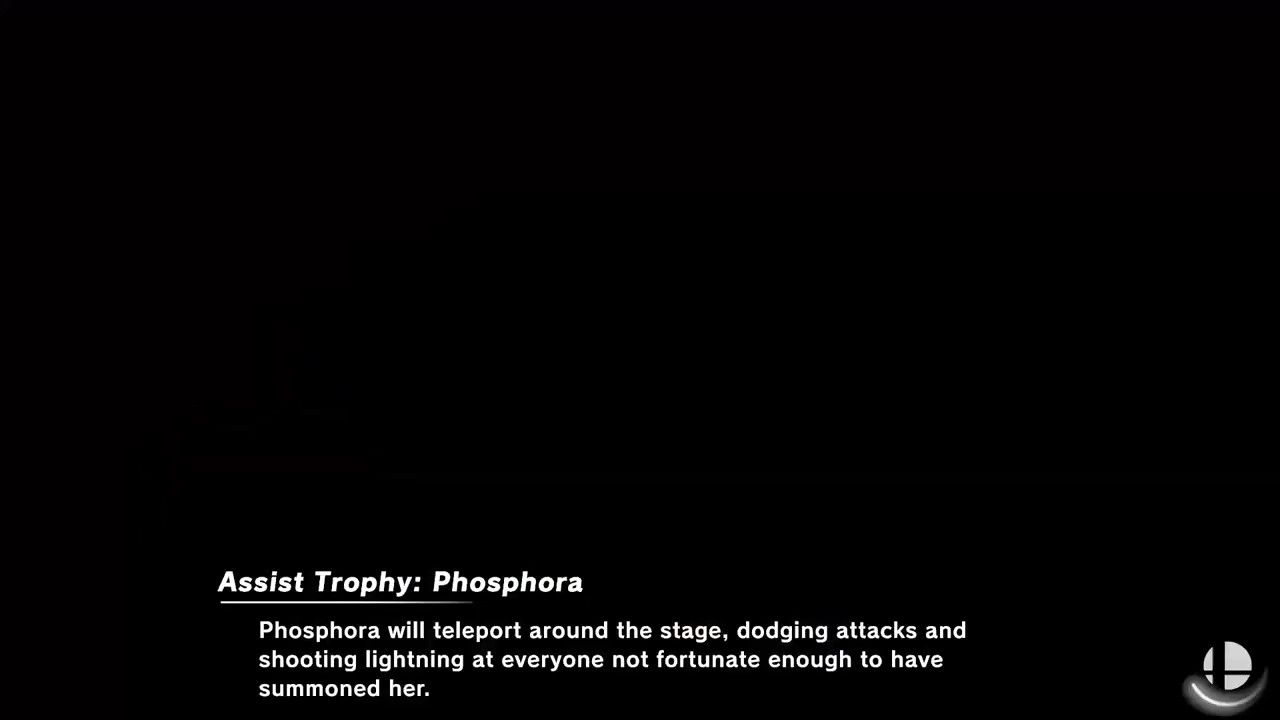 Assist Trophy: Phosphora
Phosphora will teleport around the stage, dodging attacks and
shooting lightning at everyone not fortunate enough to have
summoned her.